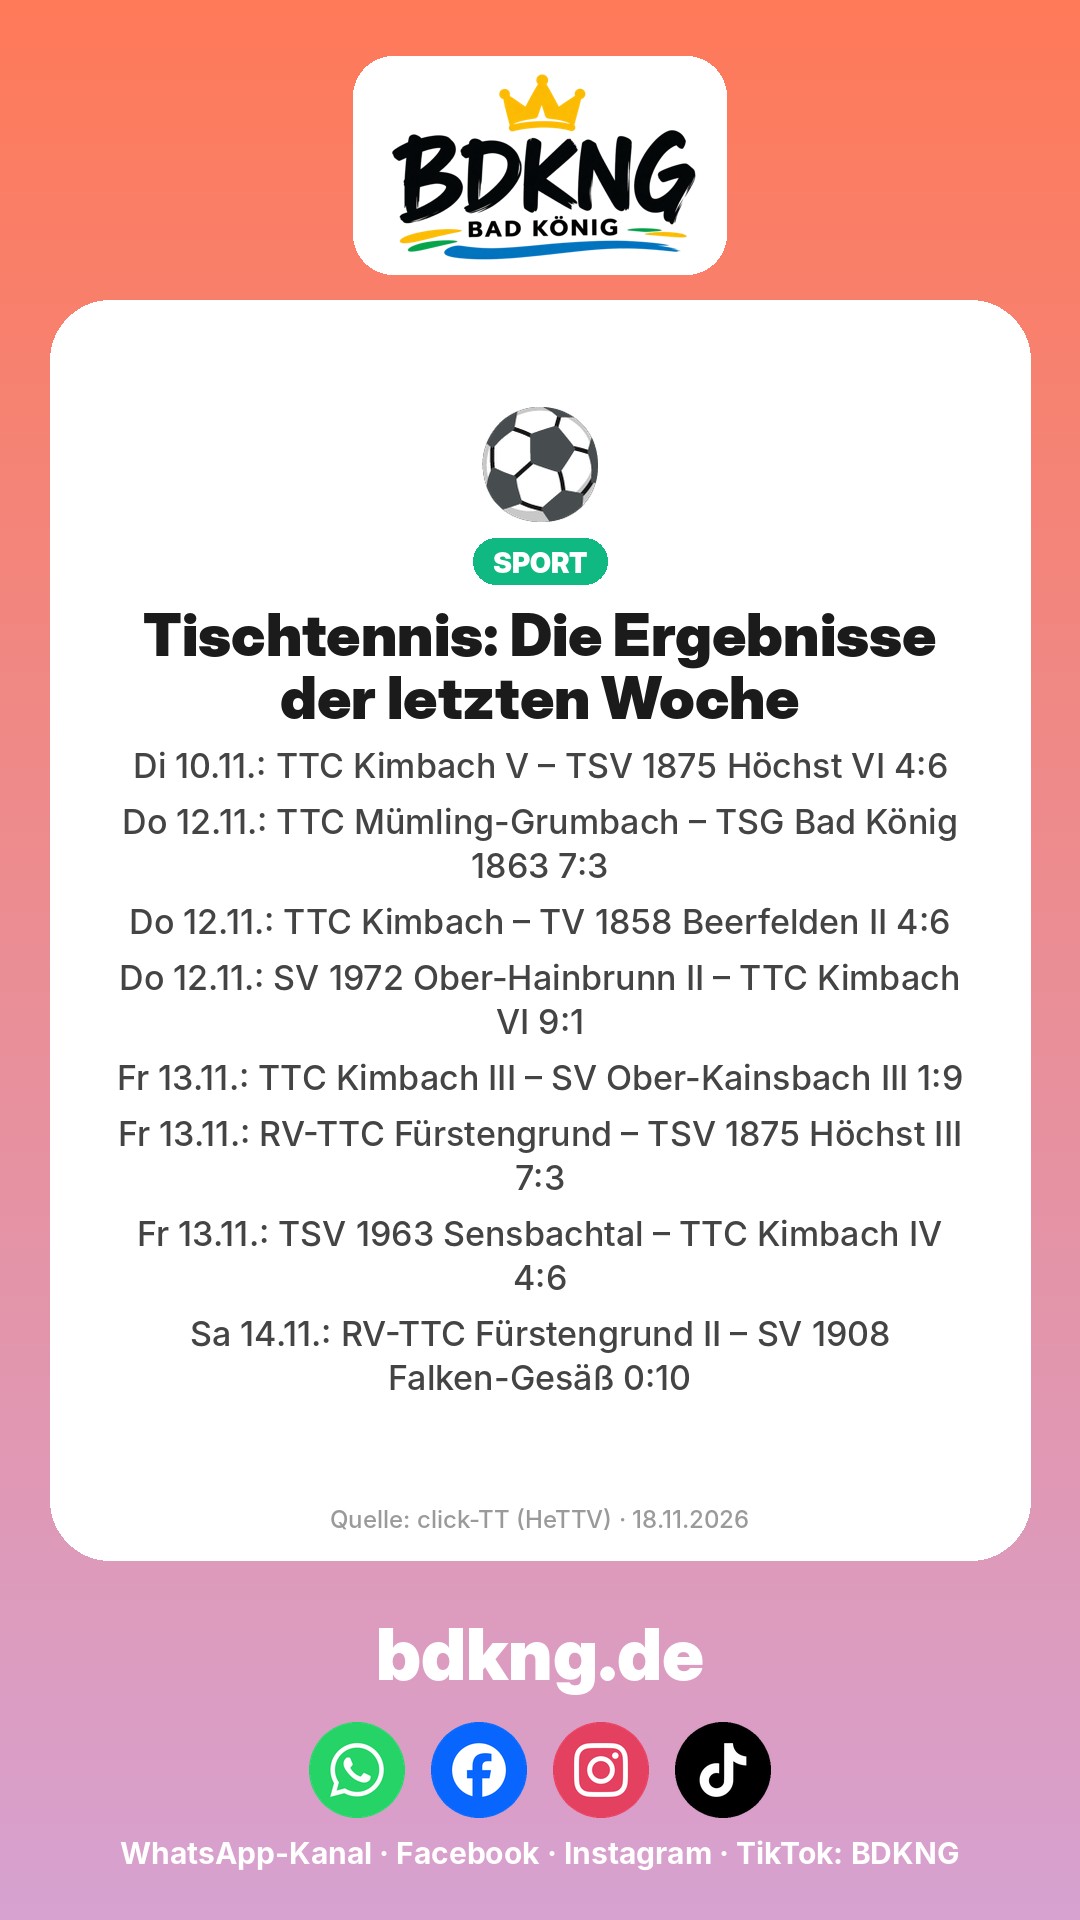 BDKNG
BAD KÖNIG
SPORT
Tischtennis: Die Ergebnisse
der letzten Woche
Di 10.11.: TTC Kimbach V – TSV 1875 Höchst VI 4:6
Do 12.11.: TTC Mümling-Grumbach – TSG Bad König
1863 7:3
Do 12.11.: TTC Kimbach – TV 1858 Beerfelden II 4:6
Do 12.11.: SV 1972 Ober-Hainbrunn II – TTC Kimbach
VI 9:1
Fr 13.11.: TTC Kimbach III – SV Ober-Kainsbach III 1:9
Fr 13.11.: RV-TTC Fürstengrund – TSV 1875 Höchst III
7:3
Fr 13.11.: TSV 1963 Sensbachtal – TTC Kimbach IV
4:6
Sa 14.11.: RV-TTC Fürstengrund II – SV 1908
Falken-Gesäß 0:10
Quelle: click-TT (HeTTV) · 18.11.2026
bdkng.de
WhatsApp-Kanal · Facebook · Instagram · TikTok: BDKNG